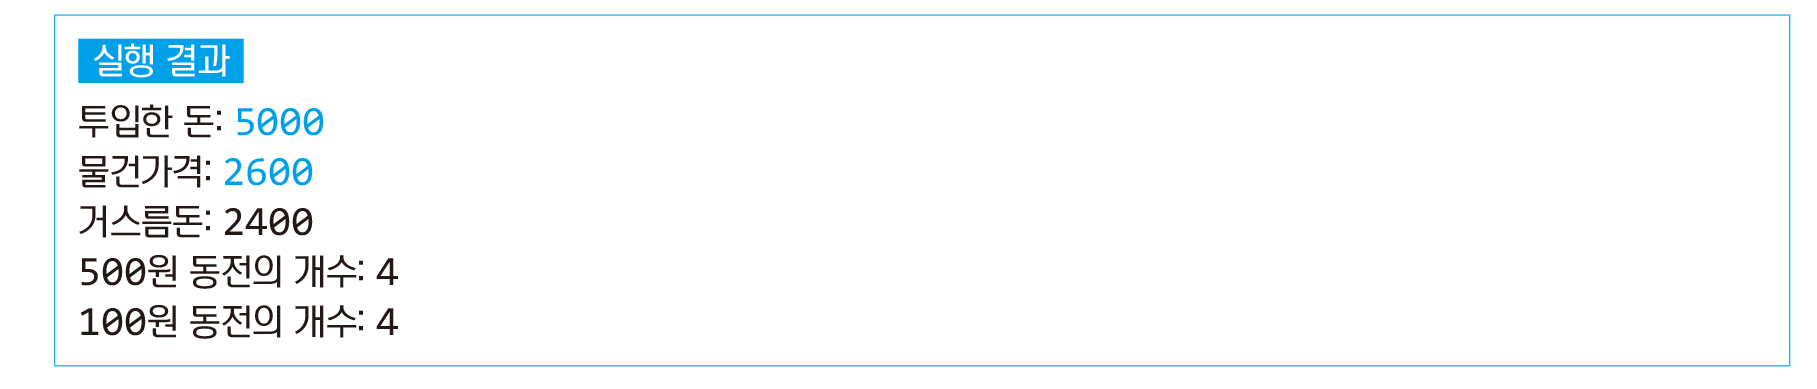 실행 결과
투입한 돈: 5000
물건가격: 2600
거스름돈: 2400
500원 동전의 개수: 4
100원 동전의 개수: 4